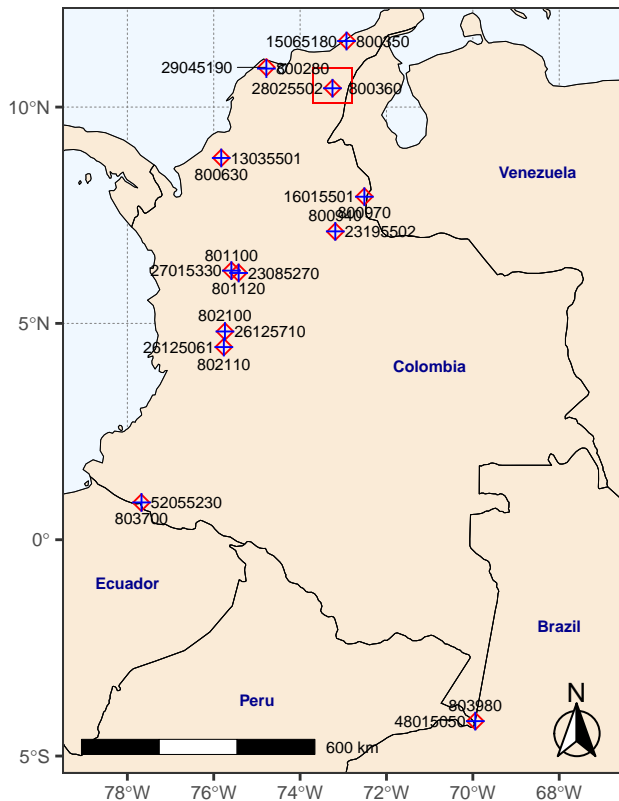 15065180 800350
29045190 800280
28025502 800360
10°N
13035501
800630
Venezuela
16015501
800970
800940
23195502
801100
27015330 23085270
801120
5°N
802100
26125710
26125061
802110
Colombia
52055230
803700
0°
Ecuador
Brazil
Peru
803980
48015050
N
600 km
5°S
78°W 76°W 74°W 72°W 70°W 68°W